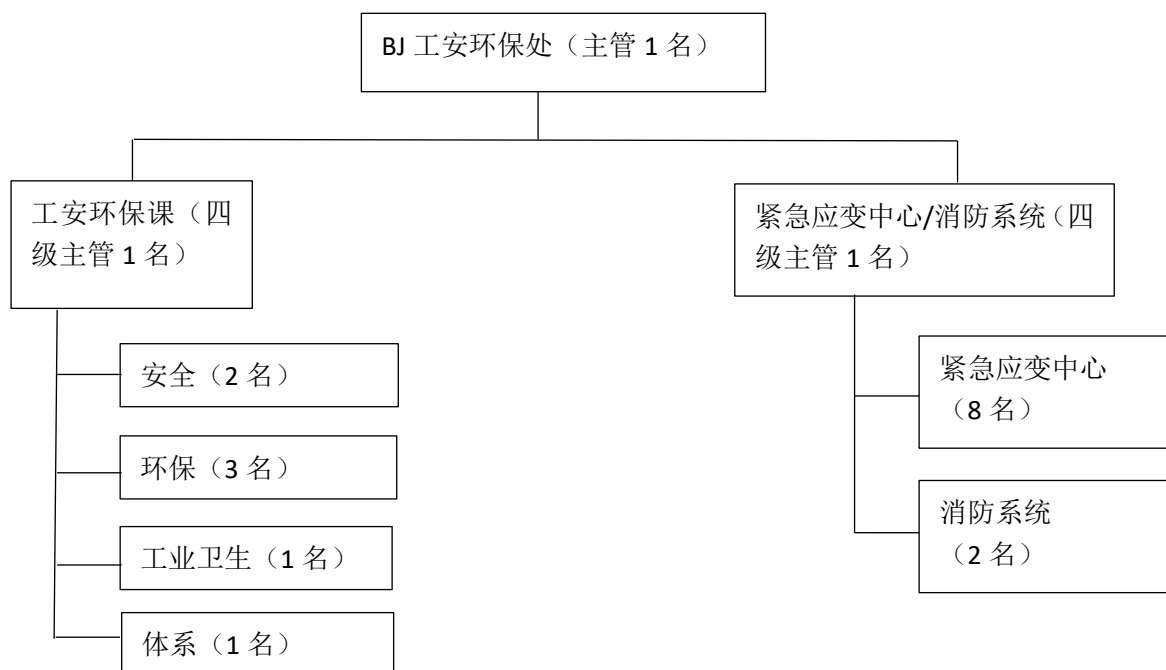 BJ 工安环保处（主管 1 名）
工安环保课（四
级主管 1 名）
紧急应变中心/消防系统（四
级主管 1 名）
安全（2 名）
环保（3 名）
工业卫生（1 名）
体系（1 名）
紧急应变中心
（8 名）
消防系统
（2 名）